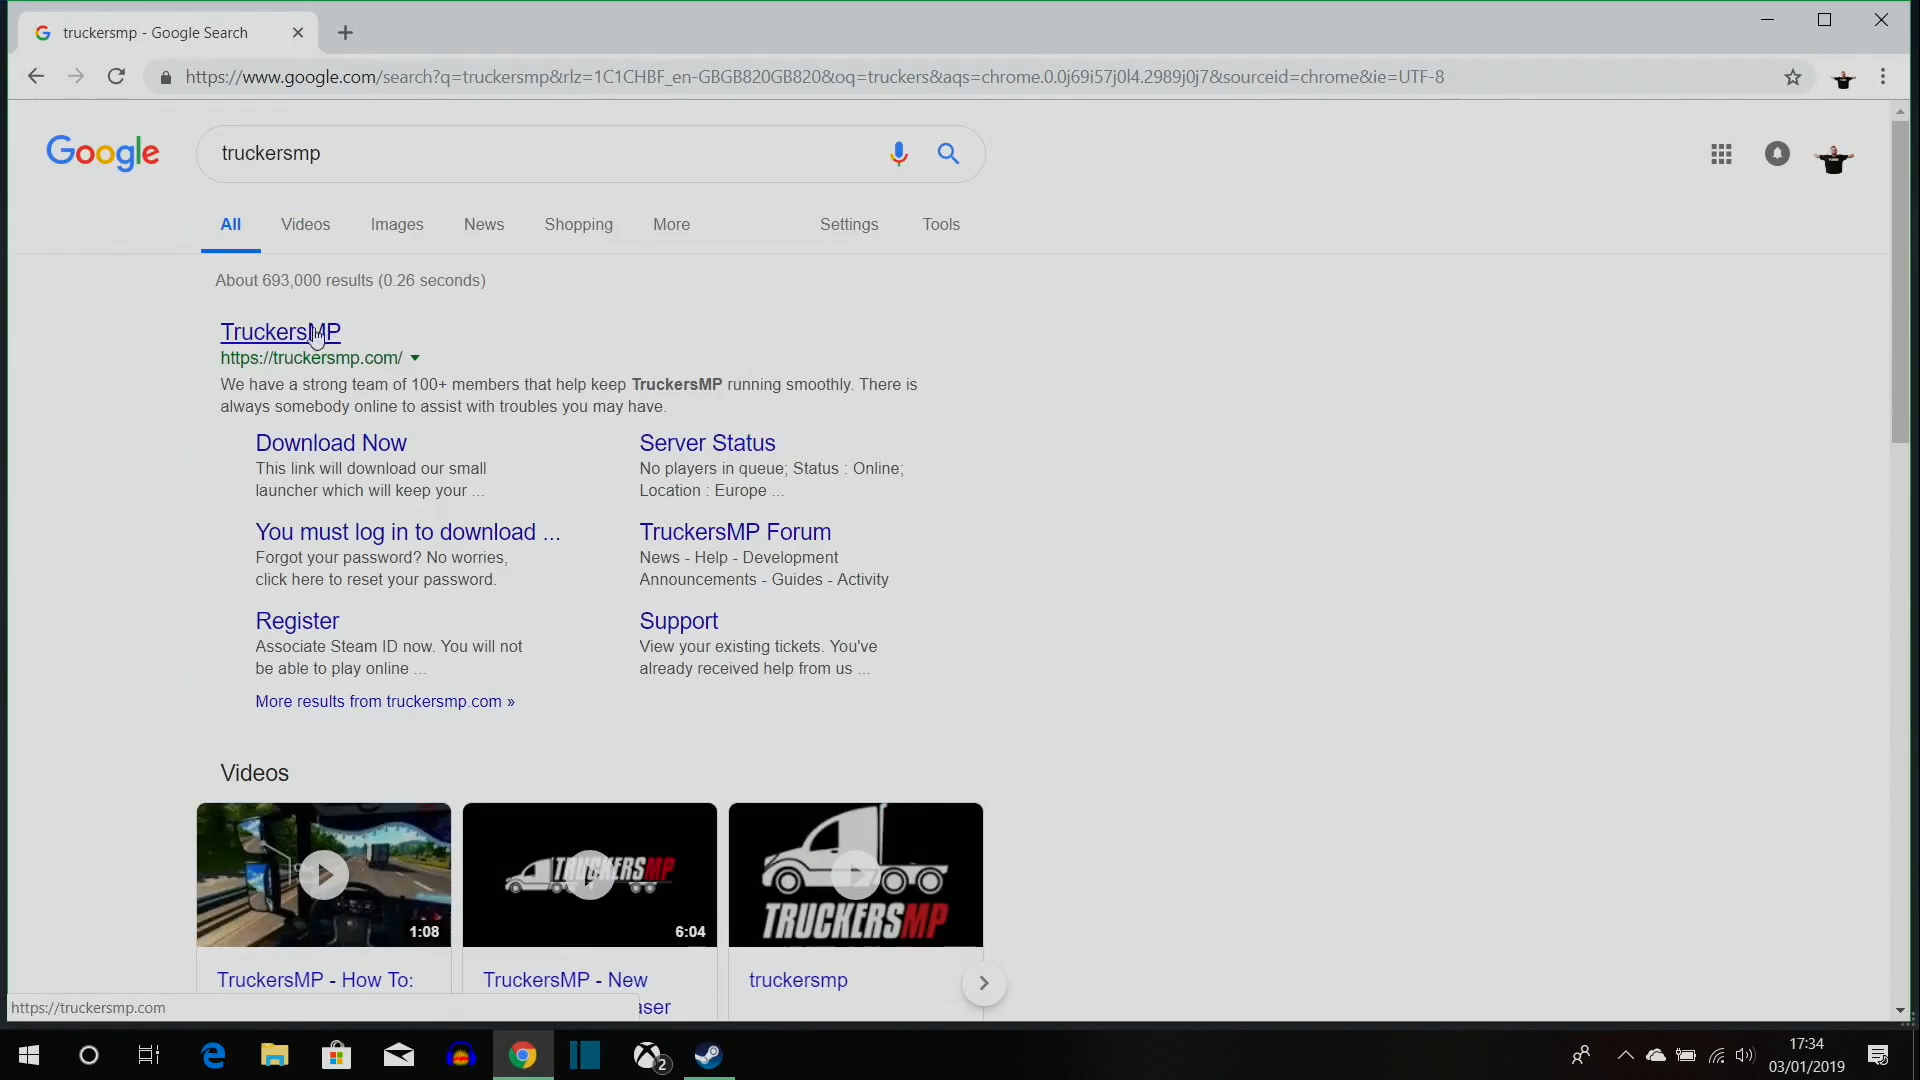 truckersmp - Google Search
https://www.google.com/search?q=truckersmp&rlz=1C1CHBF_en-GBGB820GB820&oq=truckers&aqs=chrome.0.0j69i57j0l4.2989j0j7&sourceid=chrome&ie=UTF-8
Google
truckersmp
All Videos Images News Shopping More Settings Tools
About 693,000 results (0.26 seconds)
TruckersMP
https://truckersmp.com/
We have a strong team of 100+ members that help keep TruckersMP running smoothly. There is
always somebody online to assist with troubles you may have.
Download Now
This link will download our small
launcher which will keep your ...
Server Status
No players in queue; Status : Online;
Location : Europe ...
You must log in to download ...
Forgot your password? No worries,
click here to reset your password.
TruckersMP Forum
News - Help - Development
Announcements - Guides - Activity
Register
Associate Steam ID now. You will not
be able to play online ...
Support
View your existing tickets. You've
already received help from us ...
More results from truckersmp.com »
Videos
1:08
TRUCKERSMP
6:04
TRUCKERSMP
TruckersMP - How To:
TruckersMP - New
aser
truckersmp
https://truckersmp.com
2
17:34
03/01/2019